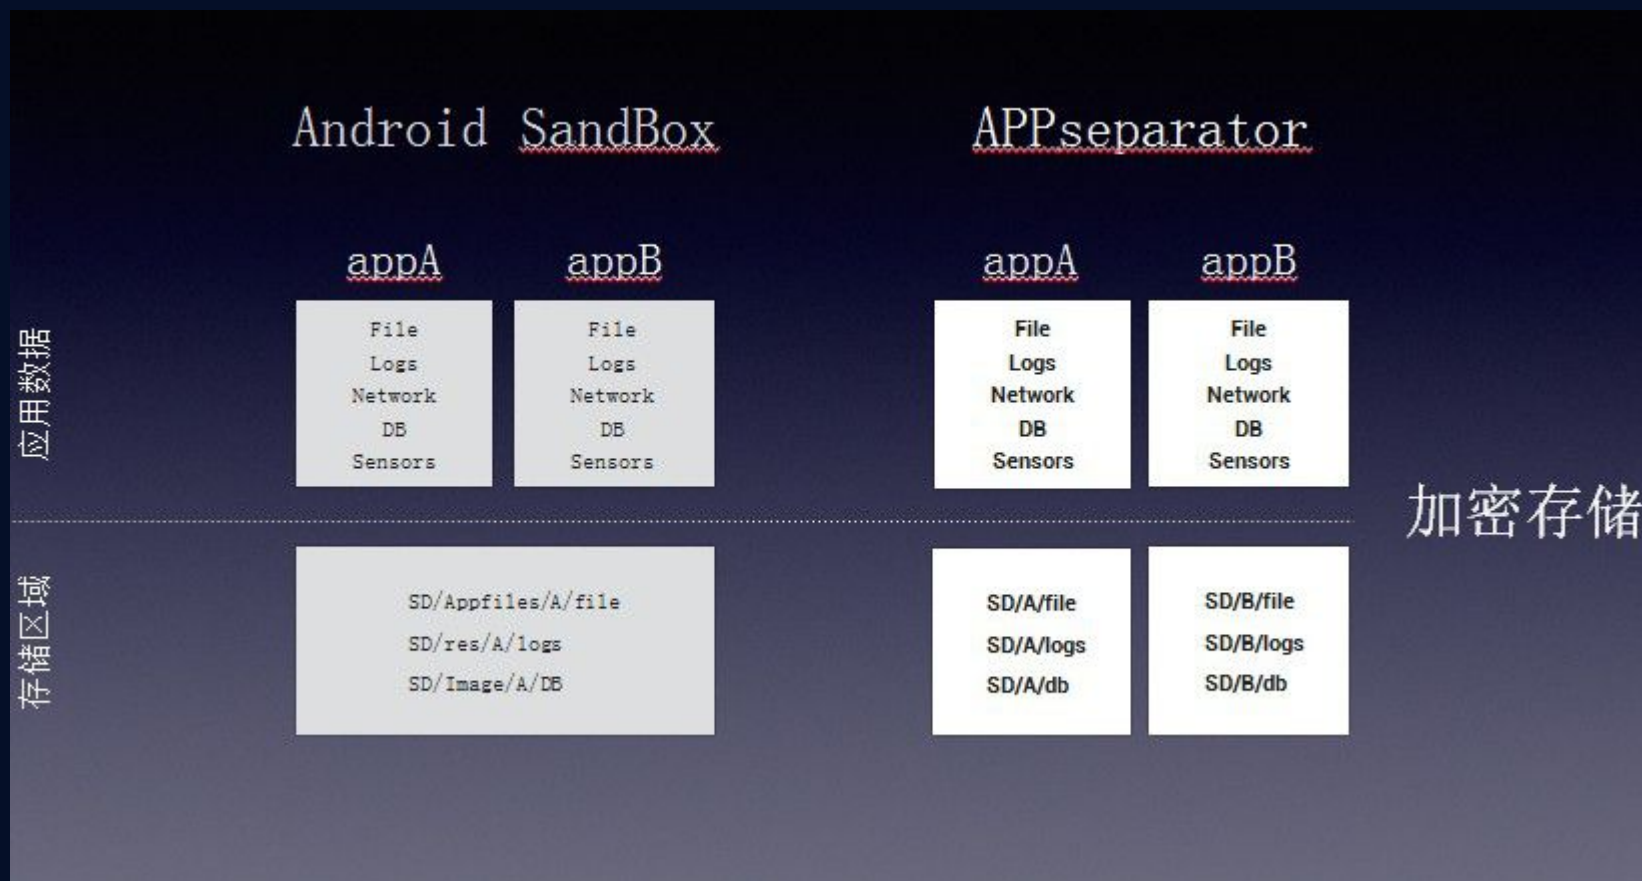 Android SandBox
APPseparator
appA
appB
appA
appB
应用数据
File
Logs
Network
DB
Sensors
File
Logs
Network
DB
Sensors
File
Logs
Network
DB
Sensors
File
Logs
Network
DB
Sensors
加密存储
存储区域
SD/Appfiles/A/file
SD/res/A/logs
SD/Image/A/DB
SD/A/file
SD/A/logs
SD/A/db
SD/B/file
SD/B/logs
SD/B/db